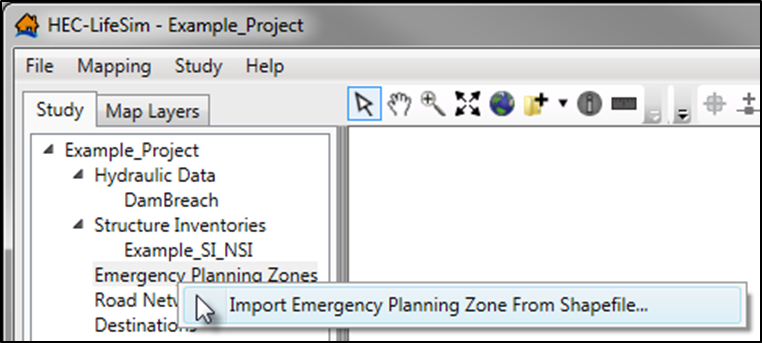 HEC-LifeSim - Example_Project
File Mapping Study Help
Study Map Layers
Example_Project
Hydraulic Data
DamBreach
Structure Inventories
Example_SI_NSI
Emergency Planning Zones
Import Emergency Planning Zone From Shapefile...
Road
Destinations